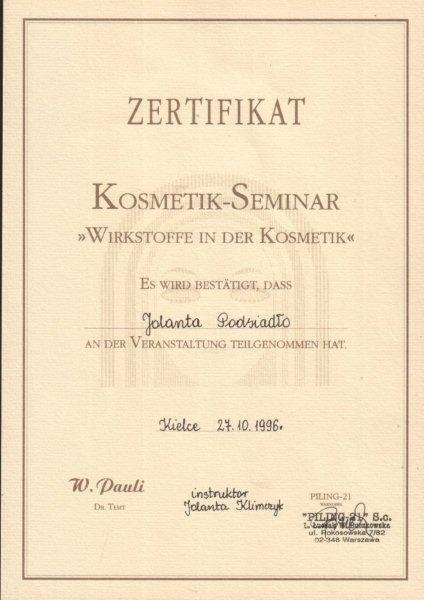 ZERTIFIKAT
KOSMETIK-SEMINAR
»WIRKSTOFFE IN DER KOSMETIK«
ES WIRD BESTÄTIGT, DASS
Jolanta Podsiadło
AN DER VERANSTALTUNG TEILGENOMMEN HAT.
Kielce 27.10.1996.
W. Pauli
DR. TEMT
instruktor
Jolanta Klimczyk
PILING-21
WARSZAWA
"PILING-21" S.c.
ul. Rokosowska 7/82
02-348 Warszawa